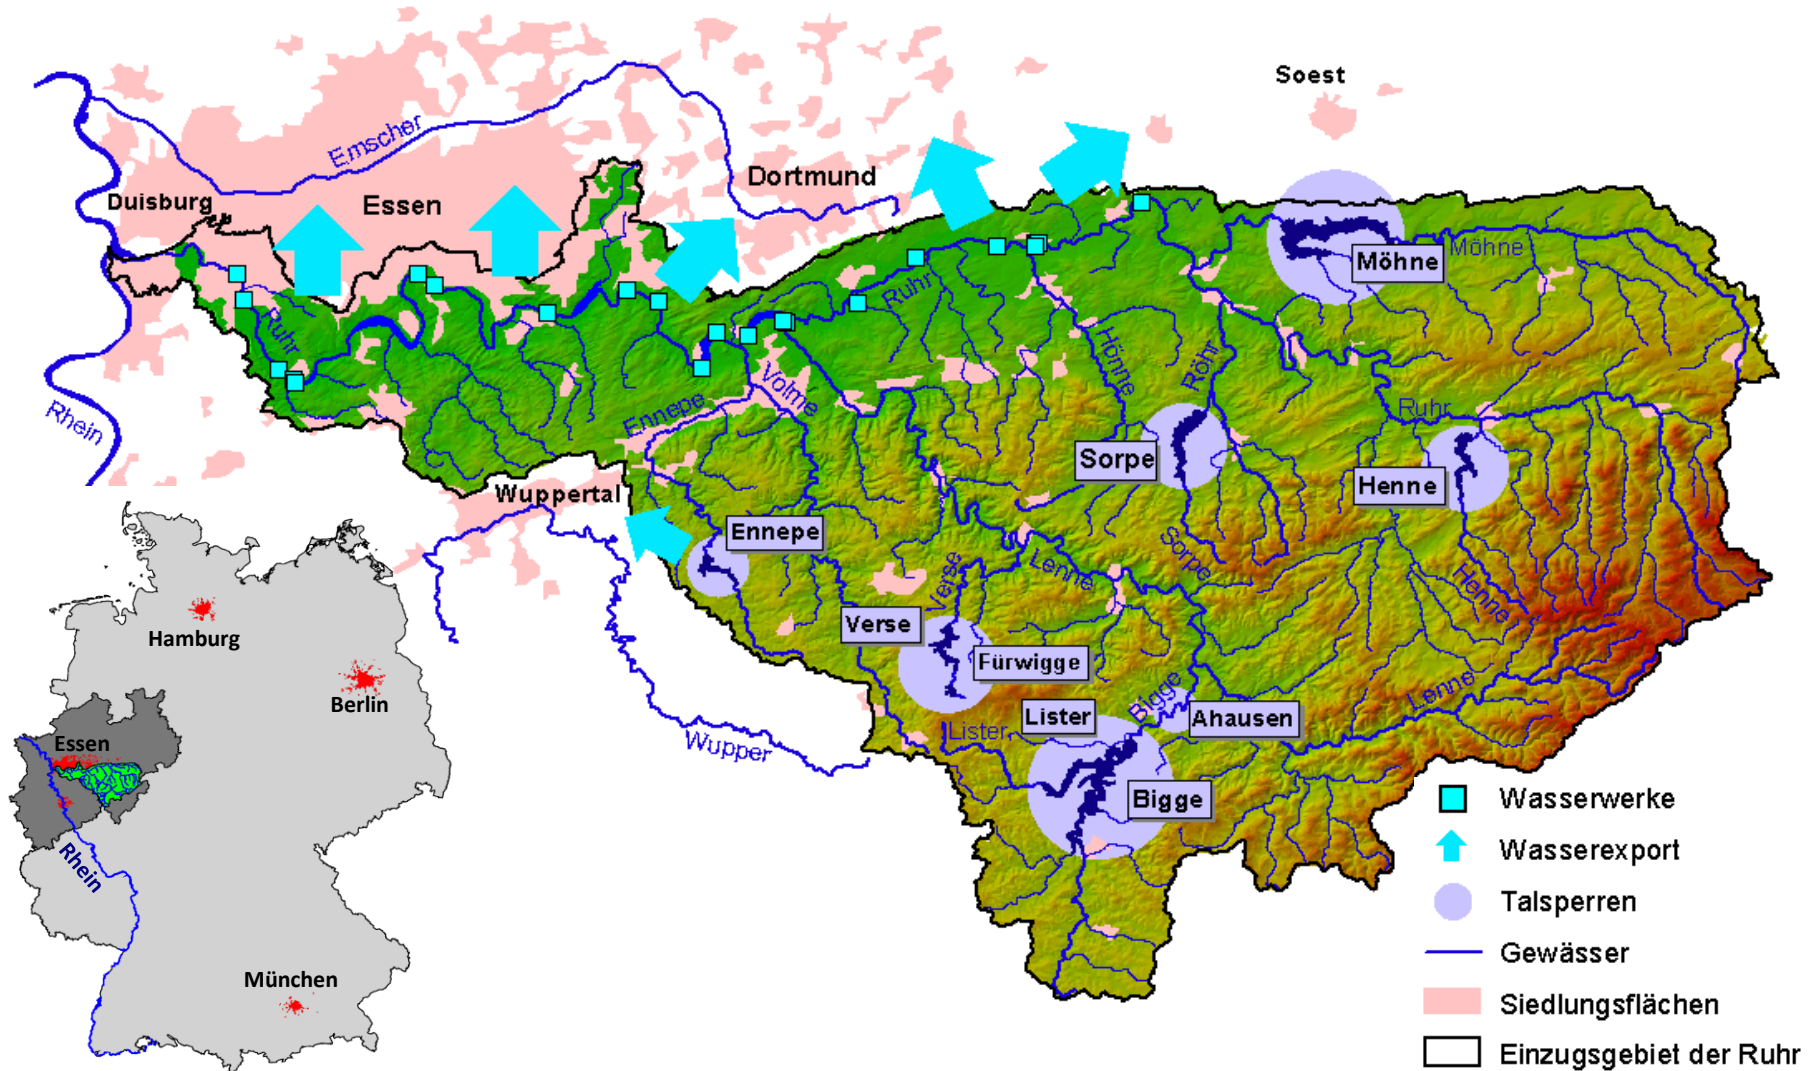 Soest
Emscher
Dortmund
Duisburg
Essen
Möhne
Möhne
Ruhr
Ruhr
Hönne
Röhr
Volme
Ennepe
Ruhr
Rhein
Sorpe
Henne
Wuppertal
Ennepe
Sorpe
Lenne
Verse
Henne
Verse
Fürwigge
Bigge
Lenne
Lister
Ahausen
Lister
Wupper
Bigge
Hamburg
Berlin
Essen
Rhein
München
Wasserwerke
Wasserexport
Talsperren
Gewässer
Siedlungsflächen
Einzugsgebiet der Ruhr